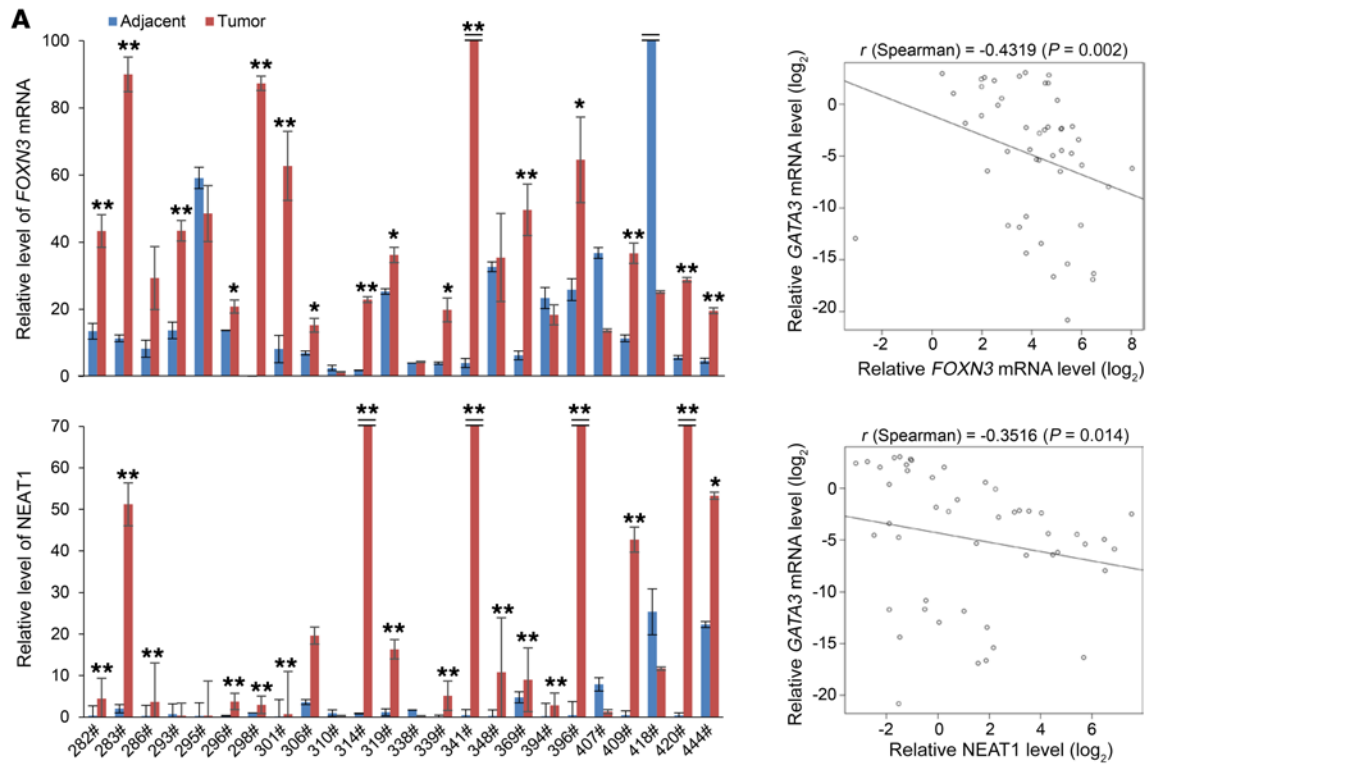 A
Adjacent Tumor
Relative level of FOXN3 mRNA
100
80
60
40
20
0
** ** ** * ** ** * ** * * ** ** * ** ** **
Relative level of NEAT1
70
60
50
40
30
20
10
0
** ** ** ** ** ** ** ** ** ** ** ** ** ** ** ** *
282# 283# 286# 293# 295# 296# 298# 301# 306# 310# 314# 319# 338# 339# 341# 348# 369# 394# 396# 407# 409# 418# 420# 444#
r (Spearman) = -0.4319 (P = 0.002)
Relative GATA3 mRNA level (log2)
0
-5
-10
-15
-20
-2 0 2 4 6 8
Relative FOXN3 mRNA level (log2)
r (Spearman) = -0.3516 (P = 0.014)
Relative GATA3 mRNA level (log2)
0
-5
-10
-15
-20
-2 0 2 4 6
Relative NEAT1 level (log2)